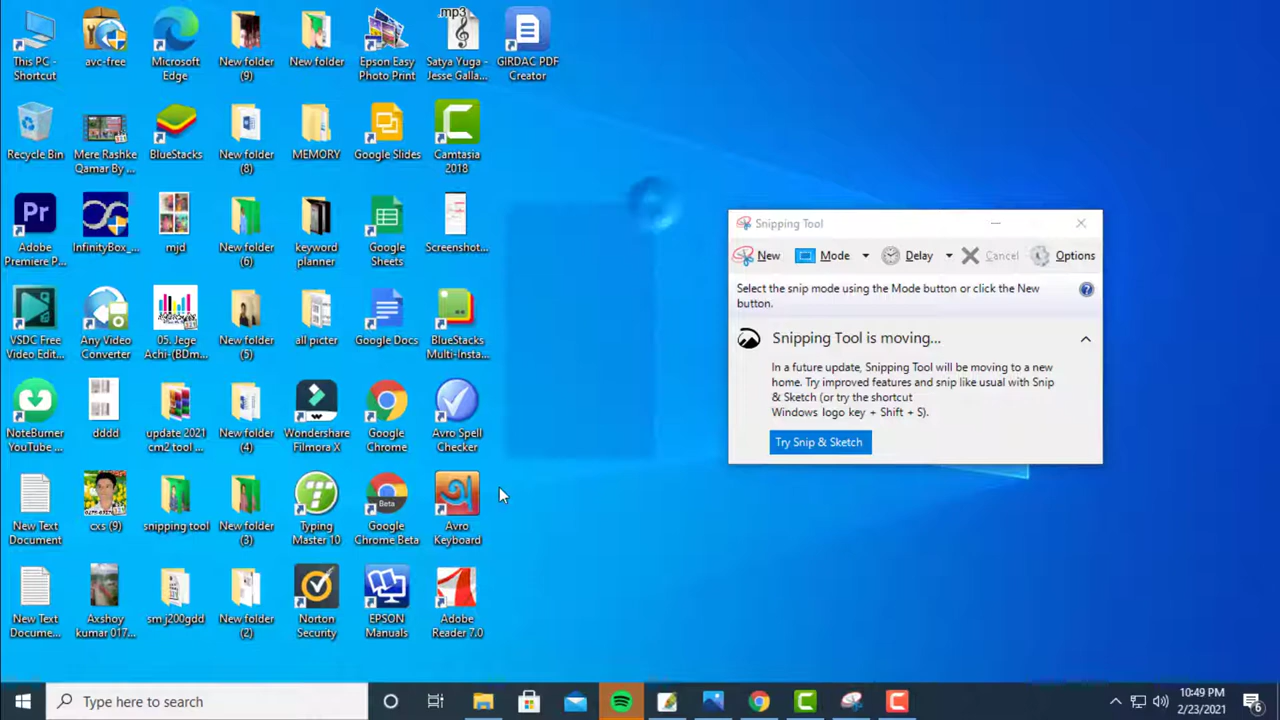 This PC -
Shortcut
avc-free
Microsoft
Edge
New folder
(9)
New folder
Epson Easy
Photo Print
mp3
Satya Yuga -
Jesse Galla...
GIRDAC PDF
Creator
Recycle Bin
Mere Rashke
Qamar By ...
BlueStacks
New folder
(8)
MEMORY
Google Slides
Camtasia
2018
Pr
Adobe
Premiere P...
InfinityBox_...
mjd
New folder
(6)
keyword
planner
Google
Sheets
Screenshot...
VSDC Free
Video Edit...
Any Video
Converter
05. Jege
Achi-(BDm...
New folder
(5)
all picter
Google Docs
BlueStacks
Multi-Insta...
NoteBurner
YouTube ...
dddd
update 2021
cm2 tool ...
New folder
(4)
Wondershare
Filmora X
Google
Chrome
Avro Spell
Checker
New Text
Document
cxs (9)
snipping tool
New folder
(3)
Typing
Master 10
Beta
Google
Chrome Beta
অ
Avro
Keyboard
New Text
Docume...
Axshoy
kumar 017...
sm j200gdd
New folder
(2)
Norton
Security
EPSON
Manuals
Adobe
Reader 7.0
Snipping Tool
New Mode Delay Cancel Options
Select the snip mode using the Mode button or click the New
button.
Snipping Tool is moving...
In a future update, Snipping Tool will be moving to a new
home. Try improved features and snip like usual with Snip
& Sketch (or try the shortcut
Windows logo key + Shift + S).
Try Snip & Sketch
Type here to search
10:49 PM
2/23/2021
6